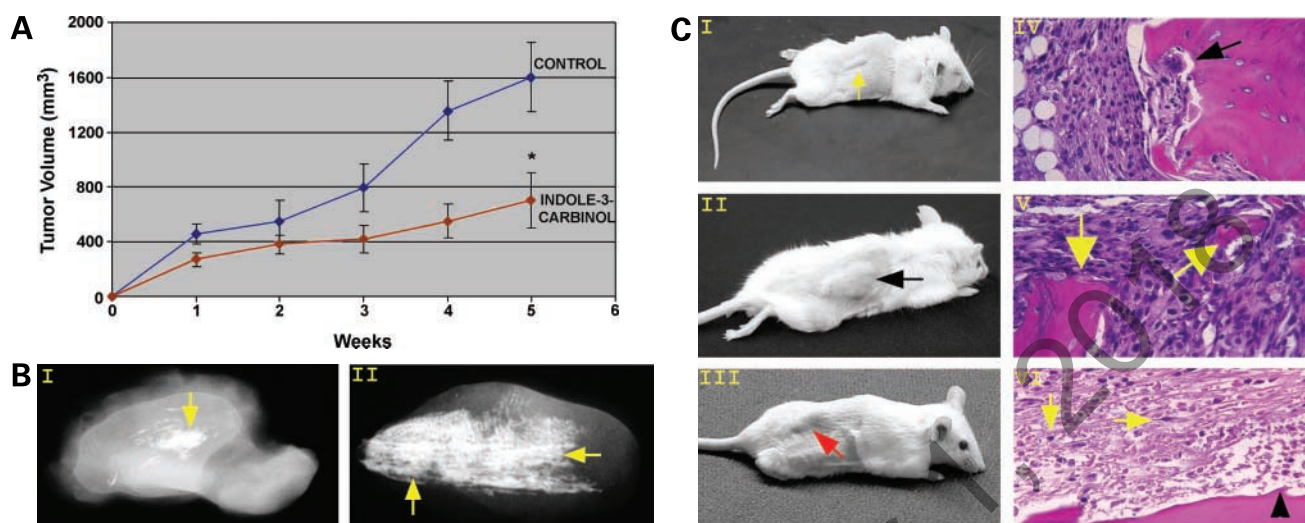 A
2000
1600
1200
800
400
0
Tumor Volume (mm3)
CONTROL
*
INDOLE-3-
CARBINOL
0 1 2 3 4 5 6
Weeks
B
I
II
C
I
II
III
IV
V
VI
2018